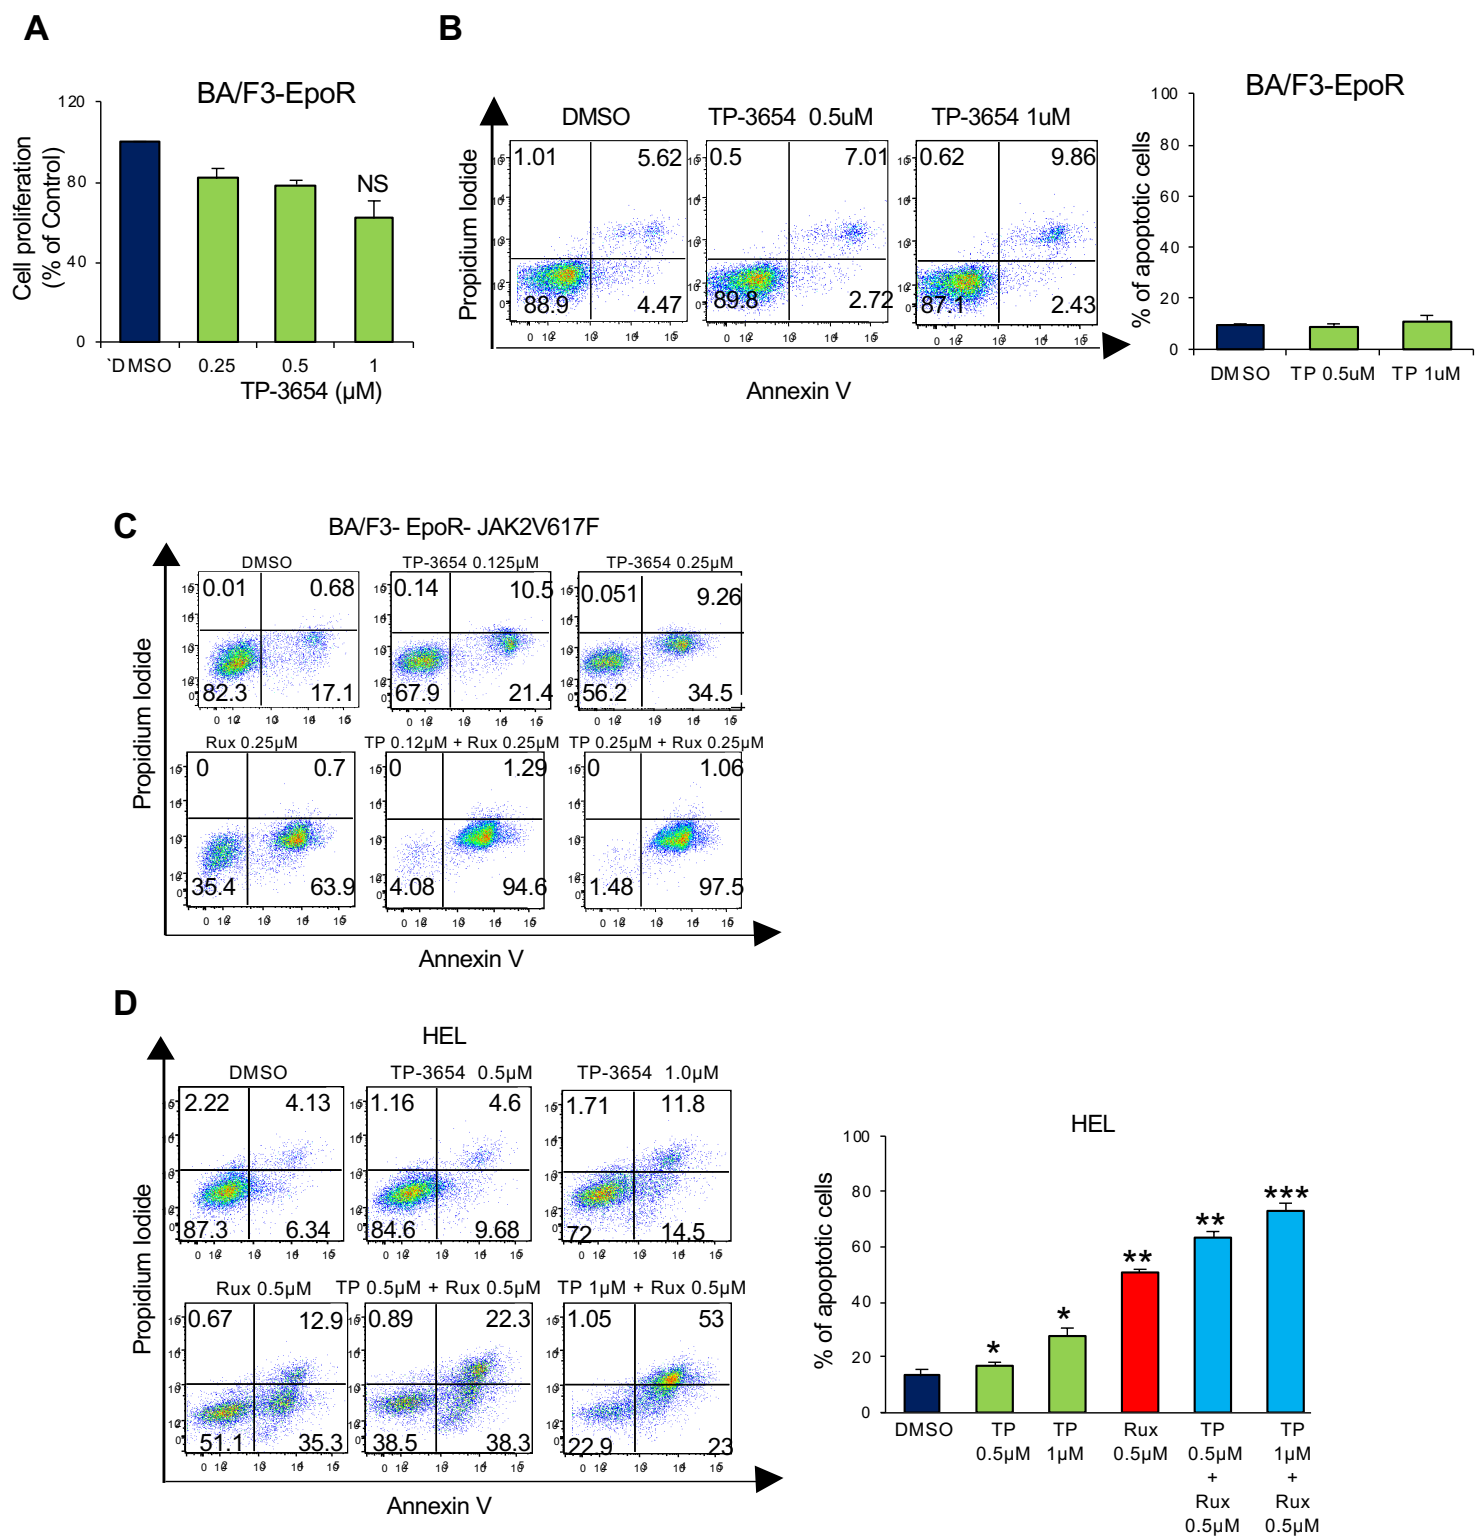 A
BA/F3-EpoR
Cell proliferation
(% of Control)
120
80
40
0
NS
`DMSO 0.25 0.5 1
TP-3654 (µM)
B
DMSO TP-3654 0.5uM TP-3654 1uM
Propidium Iodide
1.01 5.62 0.5 7.01 0.62 9.86
88.9 4.47 89.8 2.72 87.1 2.43
Annexin V
BA/F3-EpoR
% of apoptotic cells
100
80
60
40
20
0
DMSO TP 0.5uM TP 1uM
C
BA/F3- EpoR- JAK2V617F
Propidium Iodide
DMSO TP-3654 0.125µM TP-3654 0.25µM
0.01 0.68 0.14 10.5 0.051 9.26
82.3 17.1 67.9 21.4 56.2 34.5
Rux 0.25µM TP 0.12µM + Rux 0.25µM TP 0.25µM + Rux 0.25µM
0 0.7 0 1.29 0 1.06
35.4 63.9 4.08 94.6 1.48 97.5
Annexin V
D
HEL
Propidium Iodide
DMSO TP-3654 0.5µM TP-3654 1.0µM
2.22 4.13 1.16 4.6 1.71 11.8
87.3 6.34 84.6 9.68 72 14.5
Rux 0.5µM TP 0.5µM + Rux 0.5µM TP 1µM + Rux 0.5µM
0.67 12.9 0.89 22.3 1.05 53
51.1 35.3 38.5 38.3 22.9 23
Annexin V
HEL
% of apoptotic cells
100
80
60
40
20
0
* * ** ** ***
DMSO TP TP Rux TP TP
0.5µM 1µM 0.5µM 0.5µM 1µM
+ +
Rux Rux
0.5µM 0.5µM